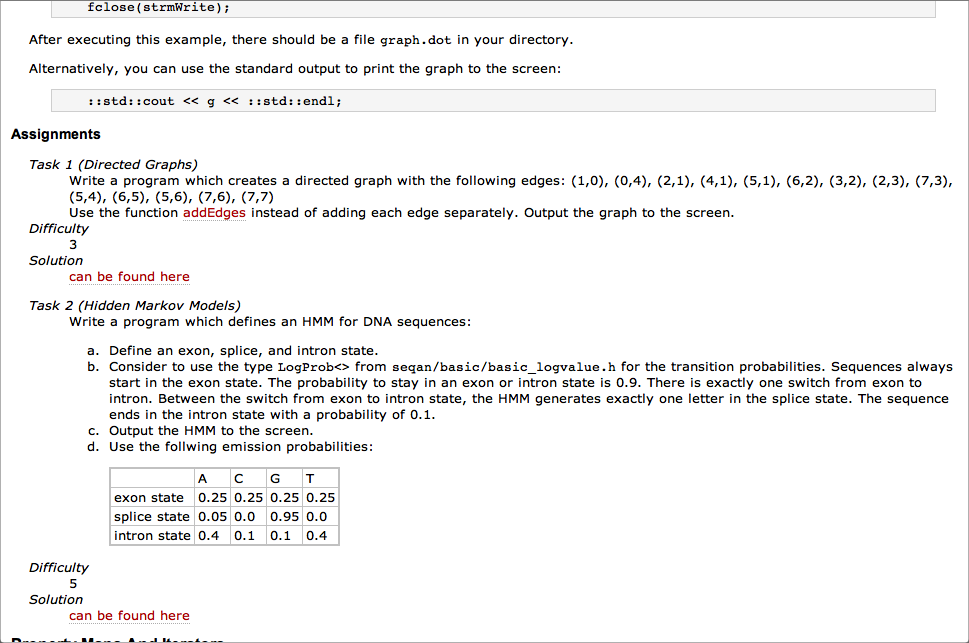 fclose(strmWrite);
After executing this example, there should be a file graph.dot in your directory.
Alternatively, you can use the standard output to print the graph to the screen:
::std::cout << g << ::std::endl;
Assignments
Task 1 (Directed Graphs)
Write a program which creates a directed graph with the following edges: (1,0), (0,4), (2,1), (4,1), (5,1), (6,2), (3,2), (2,3), (7,3),
(5,4), (6,5), (5,6), (7,6), (7,7)
Use the function addEdges instead of adding each edge separately. Output the graph to the screen.
Difficulty
3
Solution
can be found here
Task 2 (Hidden Markov Models)
Write a program which defines an HMM for DNA sequences:
a. Define an exon, splice, and intron state.
b. Consider to use the type LogProb<> from seqan/basic/basic_logvalue.h for the transition probabilities. Sequences always
start in the exon state. The probability to stay in an exon or intron state is 0.9. There is exactly one switch from exon to
intron. Between the switch from exon to intron state, the HMM generates exactly one letter in the splice state. The sequence
ends in the intron state with a probability of 0.1.
c. Output the HMM to the screen.
d. Use the follwing emission probabilities:
A C G T
exon state 0.25 0.25 0.25 0.25
splice state 0.05 0.0 0.95 0.0
intron state 0.4 0.1 0.1 0.4
Difficulty
5
Solution
can be found here
Property Maps And Iterators